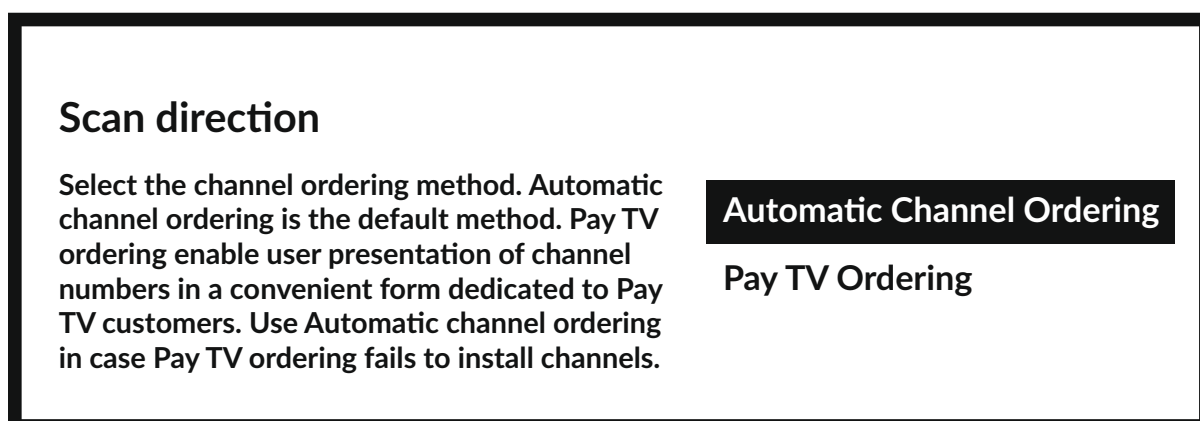 Scan direction
Select the channel ordering method. Automatic
channel ordering is the default method. Pay TV
ordering enable user presentation of channel
numbers in a convenient form dedicated to Pay
TV customers. Use Automatic channel ordering
in case Pay TV ordering fails to install channels.
Automatic Channel Ordering
Pay TV Ordering